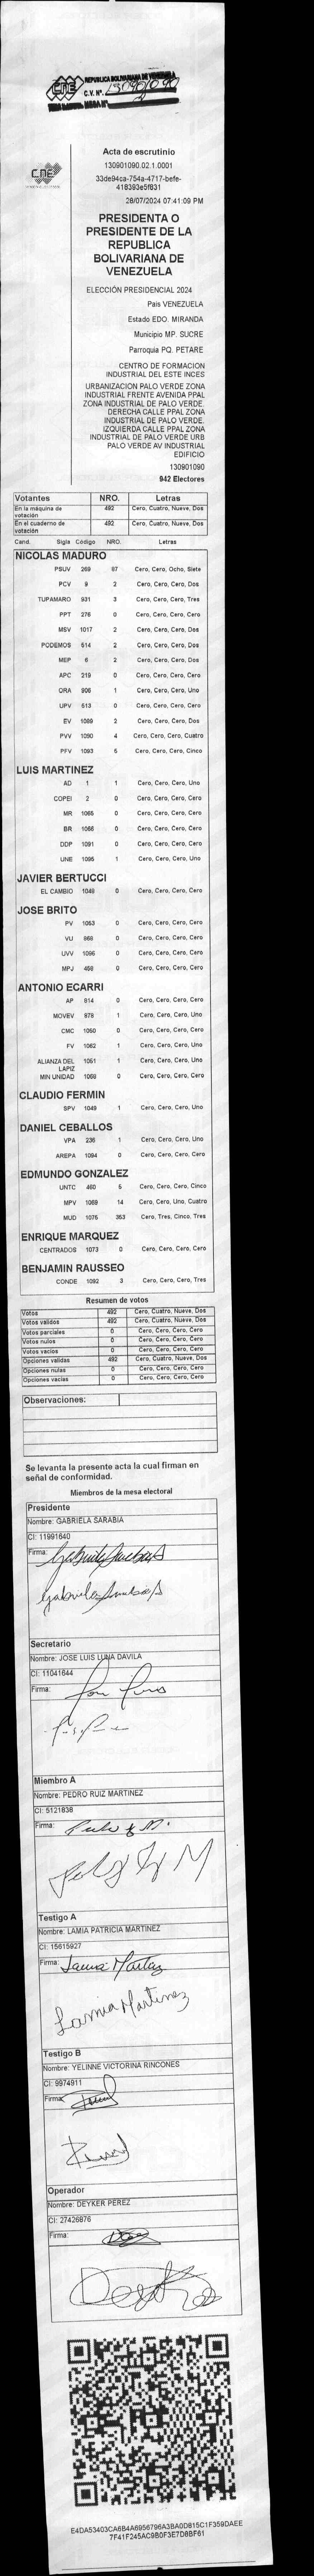 CNE
REPUBLICA BOLIVARIANA DE VENEZUELA
C.V. Nº. 130901090
CNE
Acta de escrutinio
130901090.02.1.0001
33de94ca-754a-4717-befe-
418393e5f831
28/07/2024 07:41:09 PM
PRESIDENTA O
PRESIDENTE DE LA
REPUBLICA
BOLIVARIANA DE
VENEZUELA
ELECCIÓN PRESIDENCIAL 2024
País VENEZUELA
Estado EDO. MIRANDA
Municipio MP. SUCRE
Parroquia PQ. PETARE
CENTRO DE FORMACION
INDUSTRIAL DEL ESTE INCES
URBANIZACION PALO VERDE ZONA
INDUSTRIAL FRENTE AVENIDA PPAL
ZONA INDUSTRIAL DE PALO VERDE.
DERECHA CALLE PPAL ZONA
INDUSTRIAL DE PALO VERDE.
IZQUIERDA CALLE PPAL ZONA
INDUSTRIAL DE PALO VERDE URB
PALO VERDE AV INDUSTRIAL
EDIFICIO
130901090
942 Electores
Votantes NRO. Letras
En la máquina de votación 492 Cero, Cuatro, Nueve, Dos
En el cuaderno de votación 492 Cero, Cuatro, Nueve, Dos
Cand. Sigla Código NRO. Letras
NICOLAS MADURO
PSUV 269 87 Cero, Cero, Ocho, Siete
PCV 9 2 Cero, Cero, Cero, Dos
TUPAMARO 931 3 Cero, Cero, Cero, Tres
PPT 276 0 Cero, Cero, Cero, Cero
MSV 1017 2 Cero, Cero, Cero, Dos
PODEMOS 514 2 Cero, Cero, Cero, Dos
MEP 6 2 Cero, Cero, Cero, Dos
APC 219 0 Cero, Cero, Cero, Cero
ORA 906 1 Cero, Cero, Cero, Uno
UPV 613 0 Cero, Cero, Cero, Cero
EV 1089 2 Cero, Cero, Cero, Dos
PVV 1090 4 Cero, Cero, Cero, Cuatro
PFV 1093 5 Cero, Cero, Cero, Cinco
LUIS MARTINEZ
AD 1 1 Cero, Cero, Cero, Uno
COPEI 2 0 Cero, Cero, Cero, Cero
MR 1065 0 Cero, Cero, Cero, Cero
BR 1066 0 Cero, Cero, Cero, Cero
DDP 1091 0 Cero, Cero, Cero, Cero
UNE 1095 1 Cero, Cero, Cero, Uno
JAVIER BERTUCCI
EL CAMBIO 1048 0 Cero, Cero, Cero, Cero
JOSE BRITO
PV 1053 0 Cero, Cero, Cero, Cero
VU 868 0 Cero, Cero, Cero, Cero
UVV 1096 0 Cero, Cero, Cero, Cero
MPJ 458 0 Cero, Cero, Cero, Cero
ANTONIO ECARRI
AP 814 0 Cero, Cero, Cero, Cero
MOVEV 878 1 Cero, Cero, Cero, Uno
CMC 1050 0 Cero, Cero, Cero, Cero
FV 1062 1 Cero, Cero, Cero, Uno
ALIANZA DEL LAPIZ 1051 1 Cero, Cero, Cero, Uno
MIN UNIDAD 1068 0 Cero, Cero, Cero, Cero
CLAUDIO FERMIN
SPV 1049 1 Cero, Cero, Cero, Uno
DANIEL CEBALLOS
VPA 236 1 Cero, Cero, Cero, Uno
AREPA 1094 0 Cero, Cero, Cero, Cero
EDMUNDO GONZALEZ
UNTC 460 5 Cero, Cero, Cero, Cinco
MPV 1069 14 Cero, Cero, Uno, Cuatro
MUD 1075 353 Cero, Tres, Cinco, Tres
ENRIQUE MARQUEZ
CENTRADOS 1073 0 Cero, Cero, Cero, Cero
BENJAMIN RAUSSEO
CONDE 1092 3 Cero, Cero, Cero, Tres
Resumen de votos
Votos 492 Cero, Cuatro, Nueve, Dos
Votos válidos 492 Cero, Cuatro, Nueve, Dos
Votos parciales 0 Cero, Cero, Cero, Cero
Votos nulos 0 Cero, Cero, Cero, Cero
Votos vacíos 0 Cero, Cero, Cero, Cero
Opciones validas 492 Cero, Cuatro, Nueve, Dos
Opciones nulas 0 Cero, Cero, Cero, Cero
Opciones vacias 0 Cero, Cero, Cero, Cero
Observaciones:
Se levanta la presente acta la cual firman en
señal de conformidad.
Miembros de la mesa electoral
Presidente
Nombre: GABRIELA SARABIA
CI: 11991640
Firma:
Secretario
Nombre: JOSE LUIS LUNA DAVILA
CI: 11041644
Firma:
Miembro A
Nombre: PEDRO RUIZ MARTINEZ
CI: 5121838
Firma:
Testigo A
Nombre: LAMIA PATRICIA MARTINEZ
CI: 15615927
Firma:
Lamia Martinez
Testigo B
Nombre: YELINNE VICTORINA RINCONES
CI: 9974911
Firma:
Operador
Nombre: DEYKER PEREZ
CI: 27426876
Firma:
E4DA53403CA6B4A6956796A3BA0D815C1F359DAEE
7F41F245AC9B0F3E7D8BF61